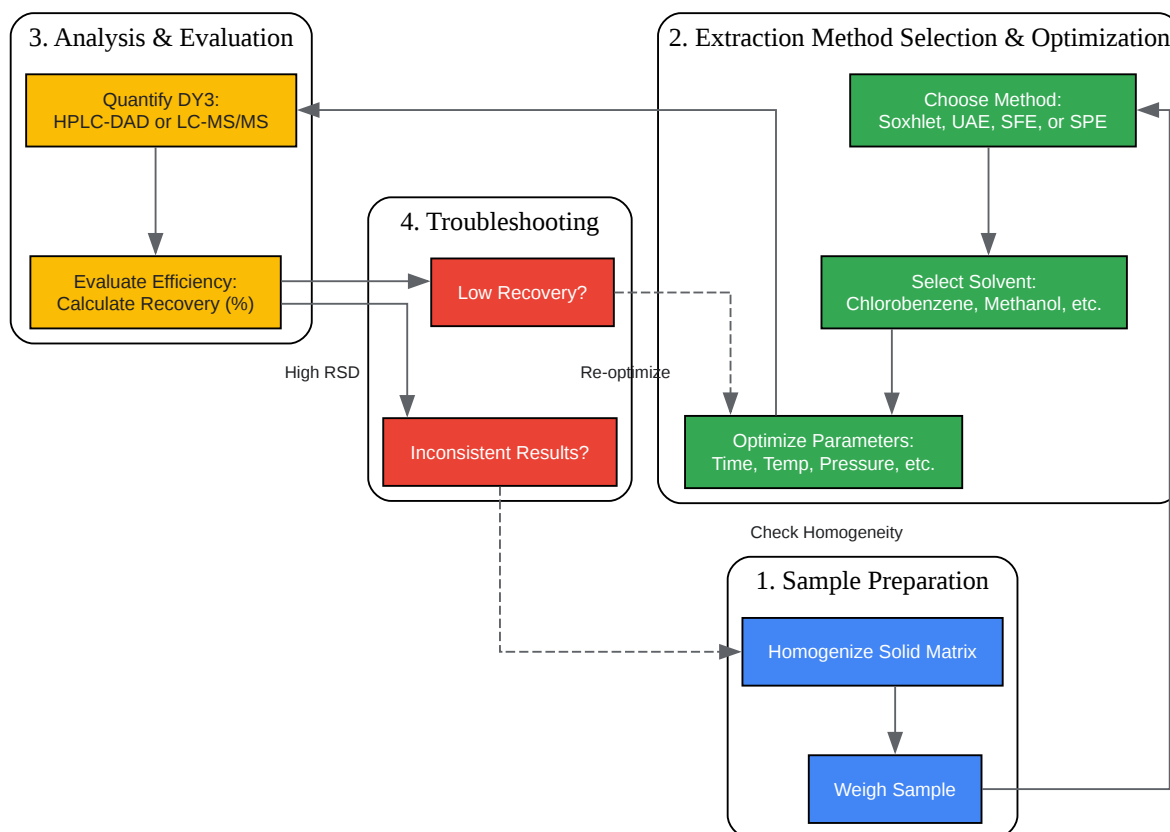 3. Analysis & Evaluation
Quantify DY3:
HPLC-DAD or LC-MS/MS
Evaluate Efficiency:
Calculate Recovery (%)
High RSD
4. Troubleshooting
Low Recovery?
Inconsistent Results?
Re-optimize
2. Extraction Method Selection & Optimization
Choose Method:
Soxhlet, UAE, SFE, or SPE
Select Solvent:
Chlorobenzene, Methanol, etc.
Optimize Parameters:
Time, Temp, Pressure, etc.
Check Homogeneity
1. Sample Preparation
Homogenize Solid Matrix
Weigh Sample